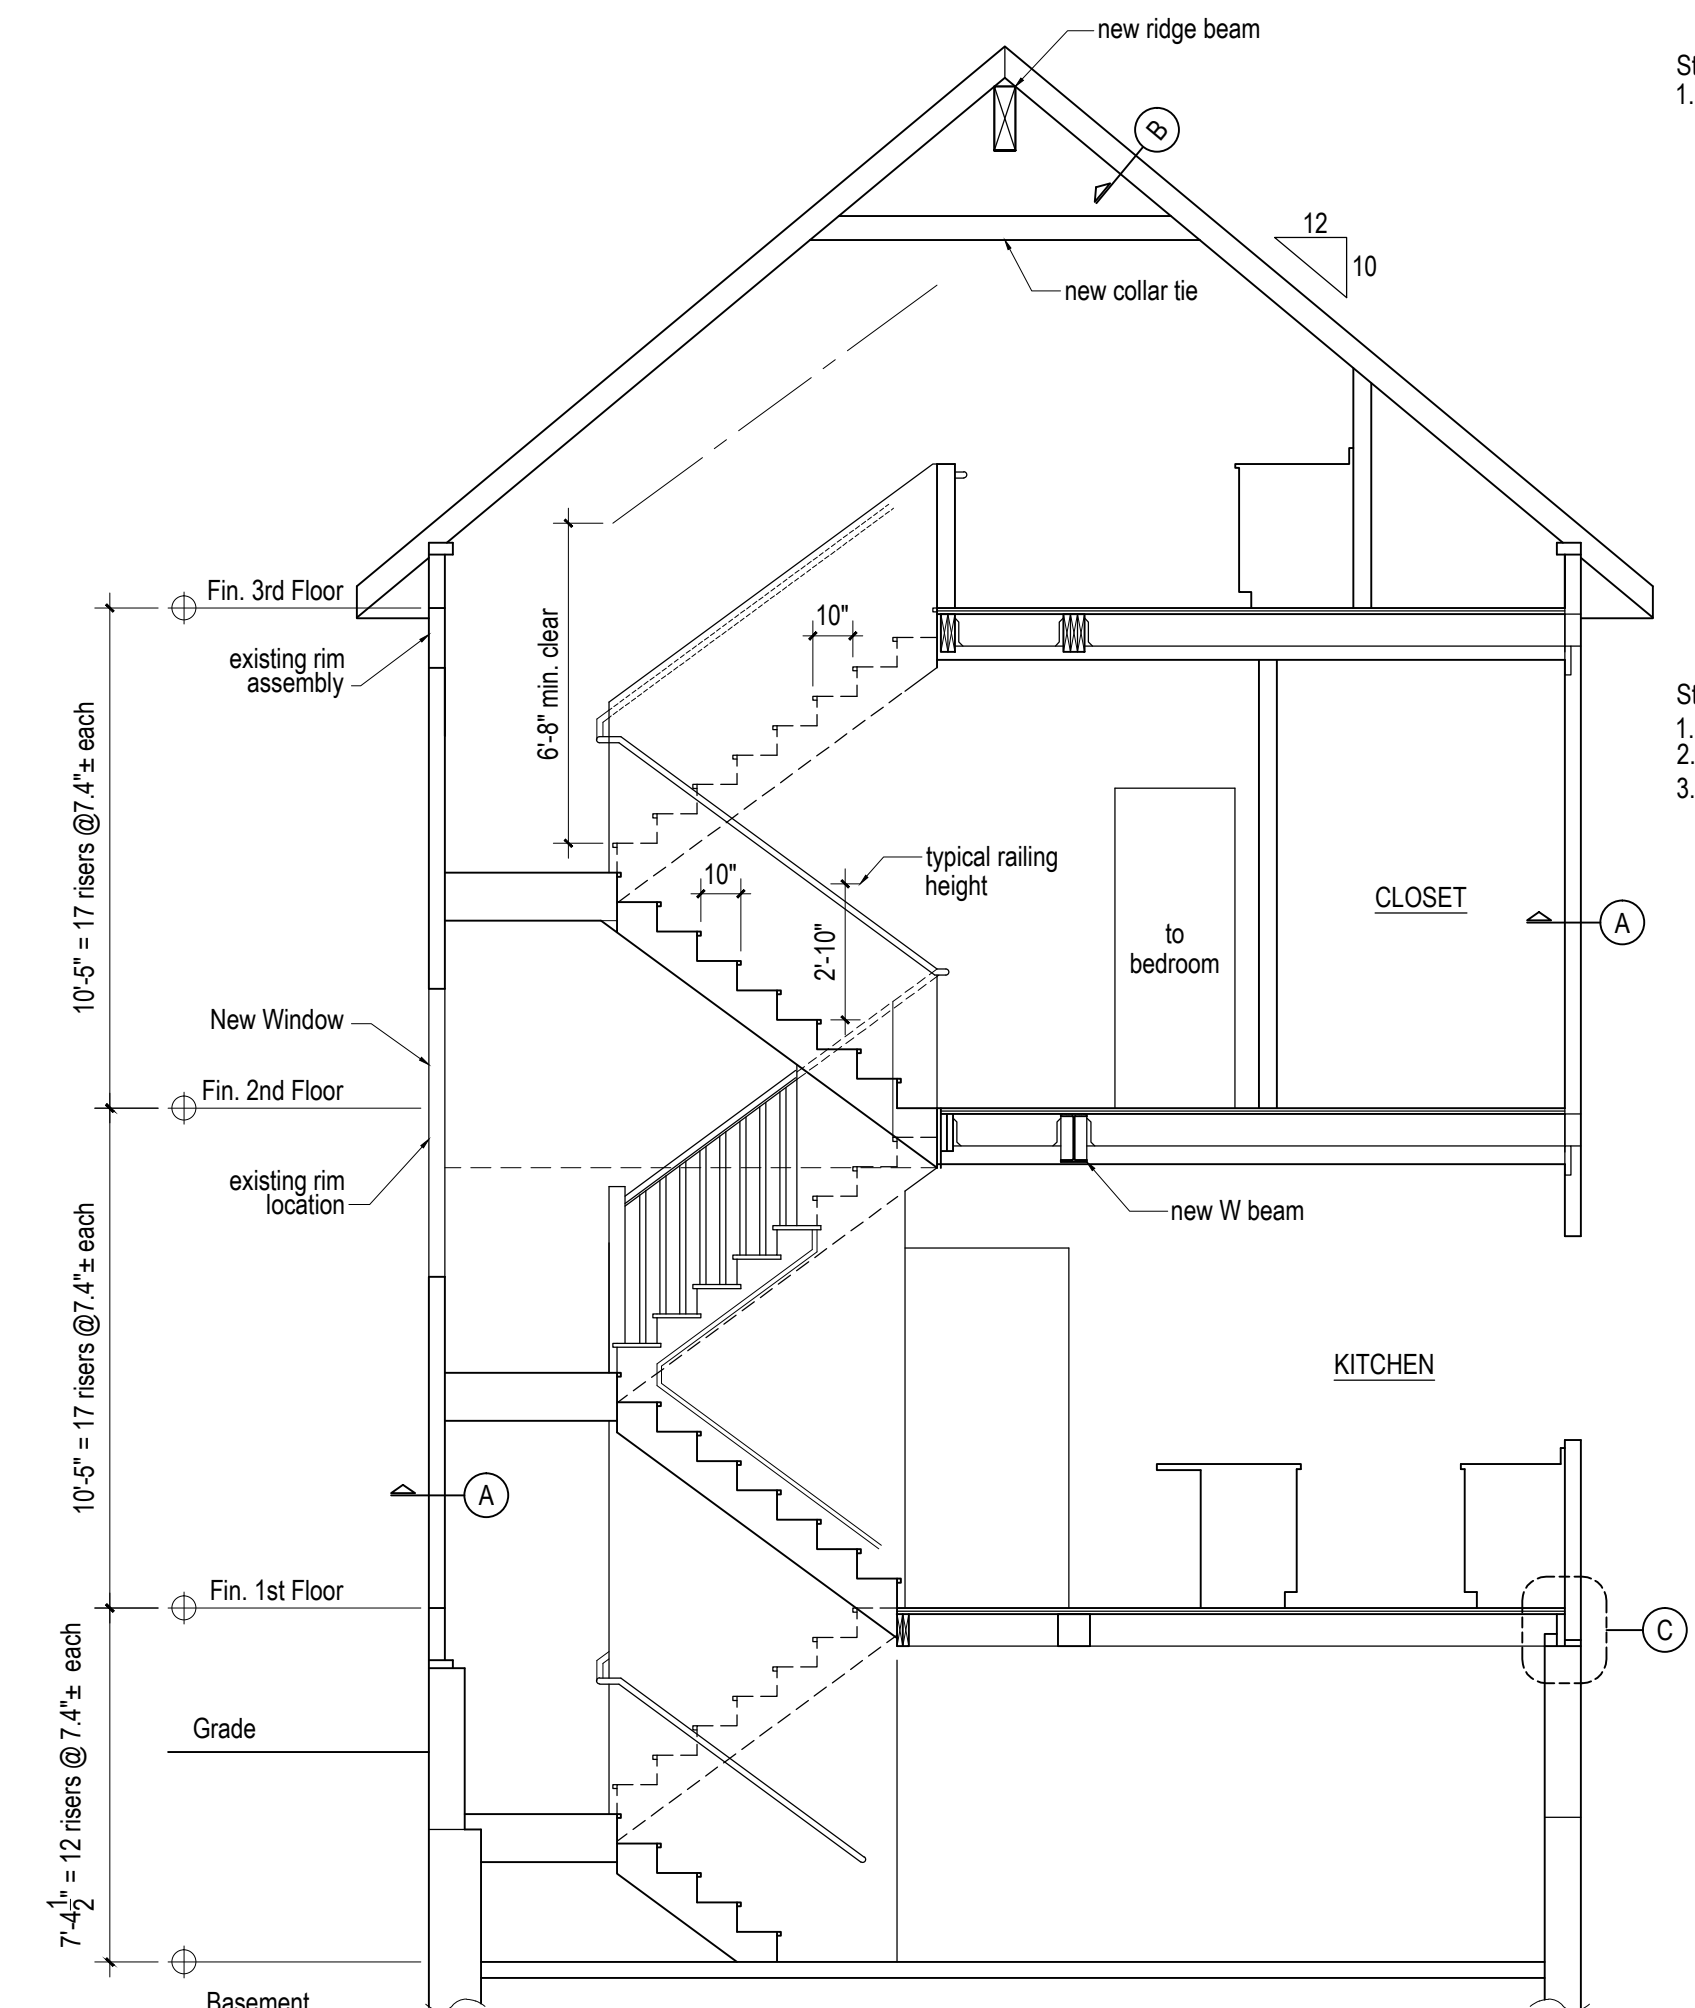 new ridge beam
St
1.
B
12
10
new collar tie
Fin. 3rd Floor
10"
existing rim
assembly
6'-8" min. clear
St
1.
2.
3.
10'-5" = 17 risers @7.4"± each
typical railing
height
10"
CLOSET
A
2'-10"
to
bedroom
New Window
Fin. 2nd Floor
existing rim
location
new W beam
10'-5" = 17 risers @7.4"± each
KITCHEN
A
Fin. 1st Floor
C
Grade
7'-4 1/2" = 12 risers @ 7.4"± each
Basement